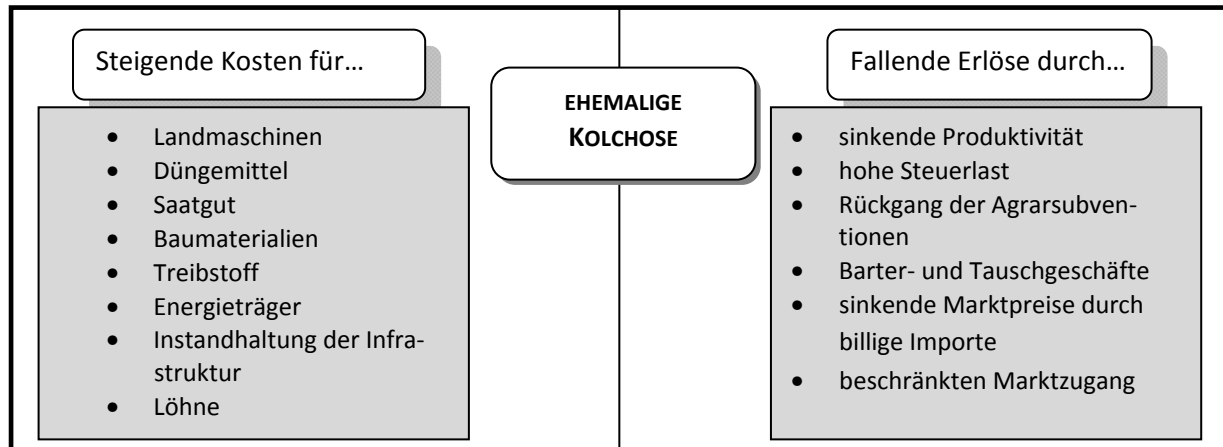 Steigende Kosten für…
• Landmaschinen
• Düngemittel
• Saatgut
• Baumaterialien
• Treibstoff
• Energieträger
• Instandhaltung der Infra-
struktur
• Löhne
EHEMALIGE
KOLCHOSE
Fallende Erlöse durch…
• sinkende Produktivität
• hohe Steuerlast
• Rückgang der Agrarsubven-
tionen
• Barter- und Tauschgeschäfte
• sinkende Marktpreise durch
billige Importe
• beschränkten Marktzugang